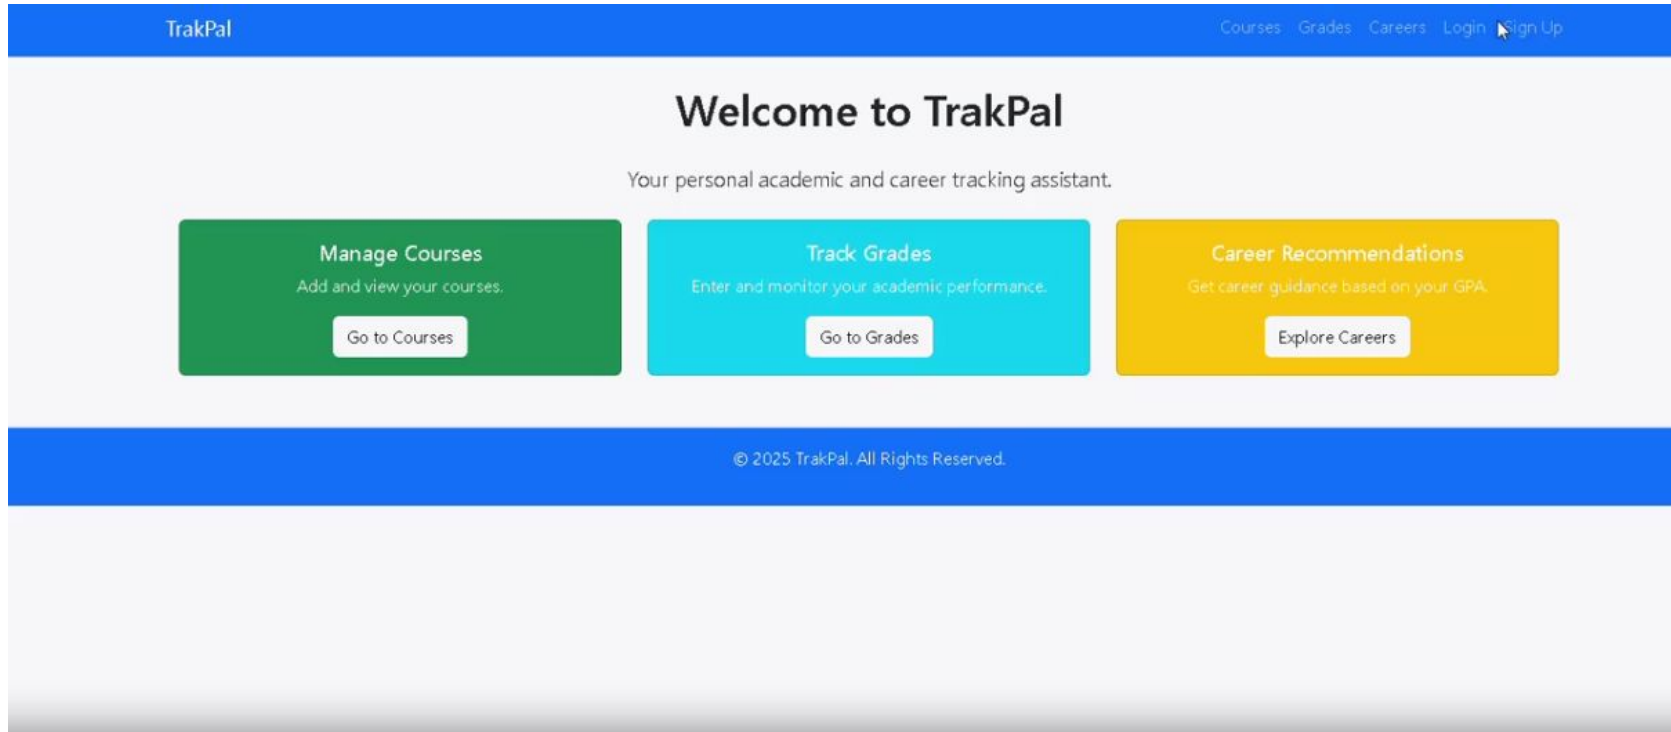 TrakPal
Courses Grades Careers Login Sign Up
Welcome to TrakPal
Your personal academic and career tracking assistant.
Manage Courses
Add and view your courses.
Go to Courses
Track Grades
Enter and monitor your academic performance.
Go to Grades
Career Recommendations
Get career guidance based on your GPA.
Explore Careers
© 2025 TrakPal. All Rights Reserved.